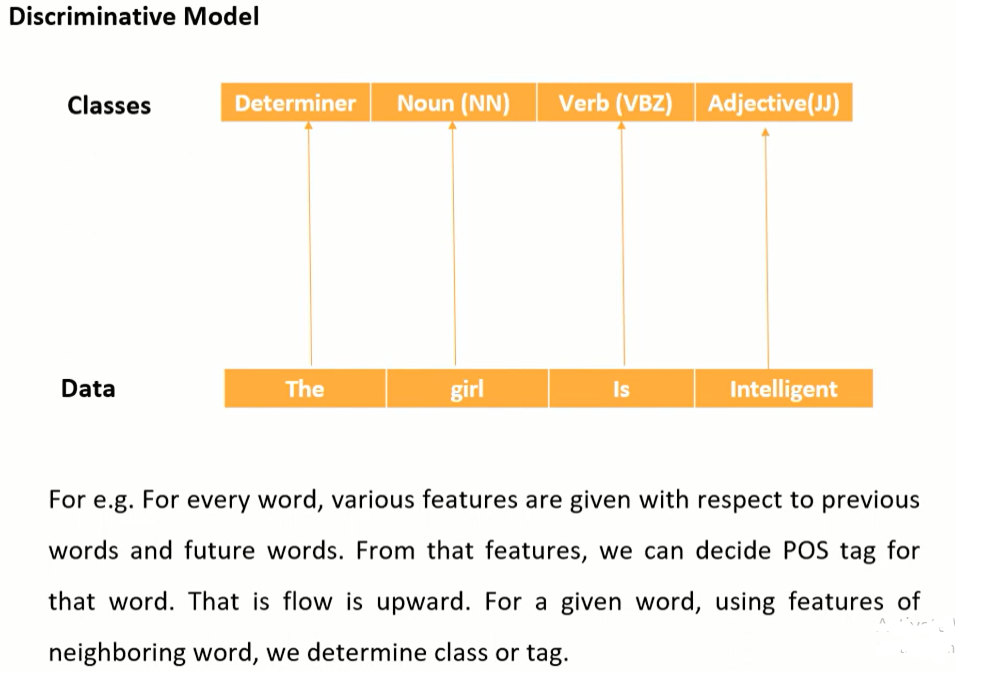 Discriminative Model
Classes Determiner Noun (NN) Verb (VBZ) Adjective(JJ)
Data The girl Is Intelligent
For e.g. For every word, various features are given with respect to previous
words and future words. From that features, we can decide POS tag for
that word. That is flow is upward. For a given word, using features of
neighboring word, we determine class or tag.